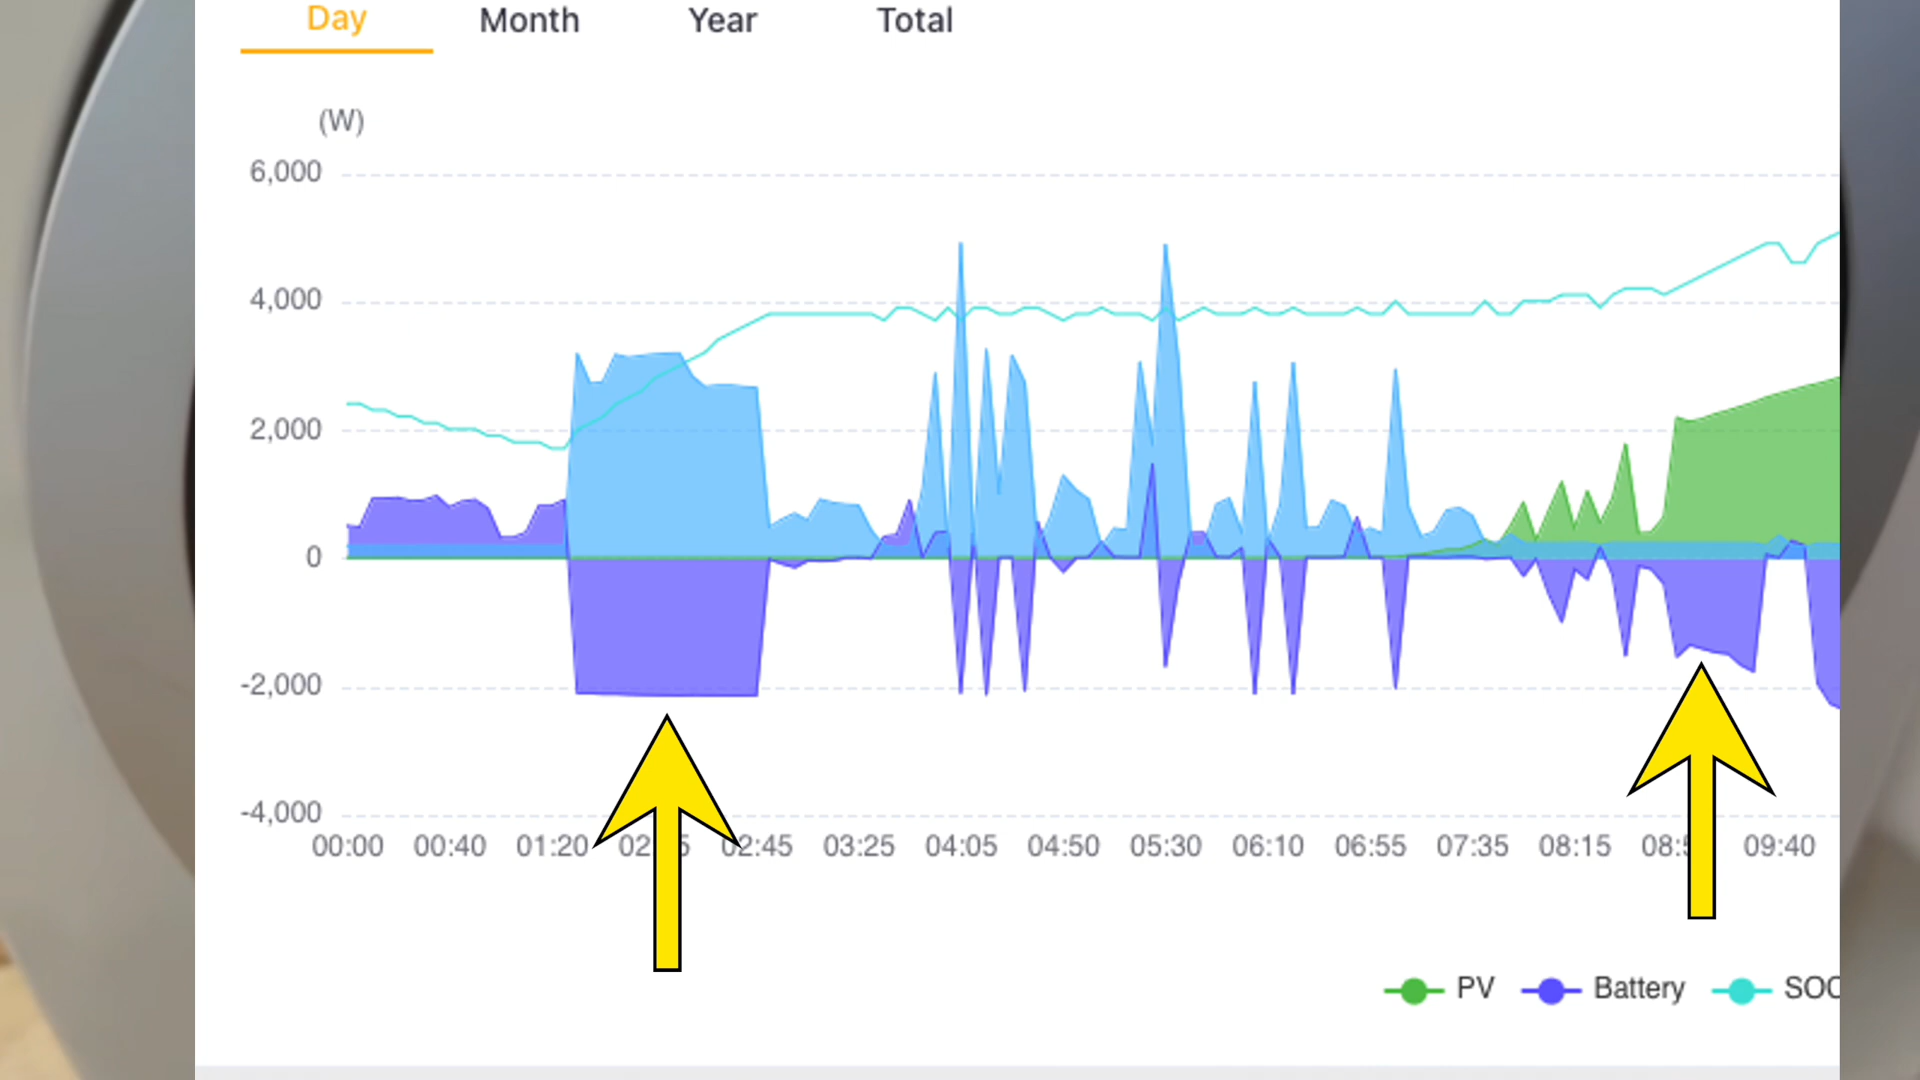 Day Month Year Total
(W)
6,000
4,000
2,000
0
-2,000
-4,000
00:00 00:40 01:20 02:45 03:25 04:05 04:50 05:30 06:10 06:55 07:35 08:15 09:40
PV Battery SOC